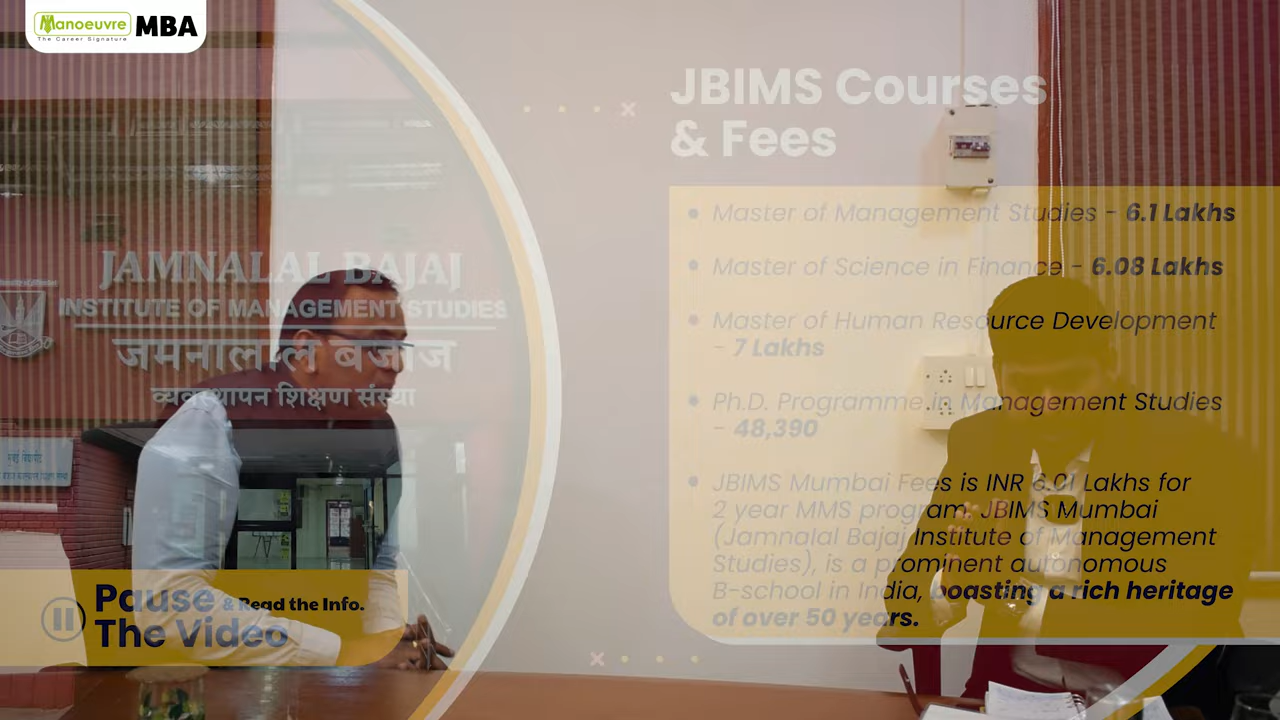 Manoeuvre MBA
The Career Signature
JBIMS Courses
& Fees
• Master of Management Studies - 6.1 Lakhs
• Master of Science in Finance - 6.08 Lakhs
• Master of Human Resource Development
- 7 Lakhs
• Ph.D. Programme in Management Studies
- 48,390
• JBIMS Mumbai Fees is INR 6.01 Lakhs for
2 year MMS program. JBIMS Mumbai
(Jamnalal Bajaj Institute of Management
Studies), is a prominent autonomous
B-school in India, boasting a rich heritage
of over 50 years.
JAMNALAL BAJAJ
INSTITUTE OF MANAGEMENT STUDIES
जमनालाल बजाज
व्यवस्थापन शिक्षण संस्था
Pause & Read the Info.
The Video